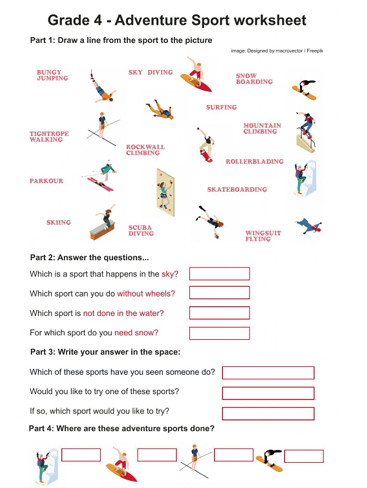 Grade 4 - Adventure Sport worksheet
Part 1: Draw a line from the sport to the picture
Image: Designed by macrovector / Freepik
BUNGY
JUMPING
SKY DIVING
SNOW
BOARDING
SURFING
MOUNTAIN
CLIMBING
TIGHTROPE
WALKING
ROCKWALL
CLIMBING
ROLLERBLADING
PARKOUR
SKATEBOARDING
SKIING
SCUBA
DIVING
WINGSUIT
FLYING
Part 2: Answer the questions...
Which is a sport that happens in the sky?
Which sport can you do without wheels?
Which sport is not done in the water?
For which sport do you need snow?
Part 3: Write your answer in the space:
Which of these sports have you seen someone do?
Would you like to try one of these sports?
If so, which sport would you like to try?
Part 4: Where are these adventure sports done?